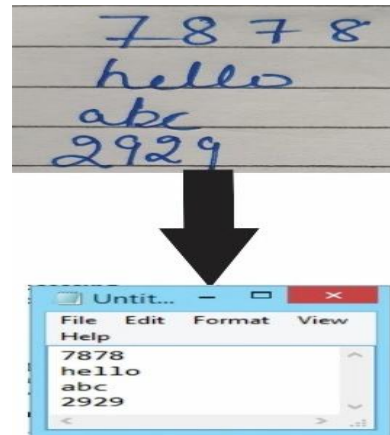 7878
hello
abc
2929
Untit...
File Edit Format View
Help
7878
hello
abc
2929